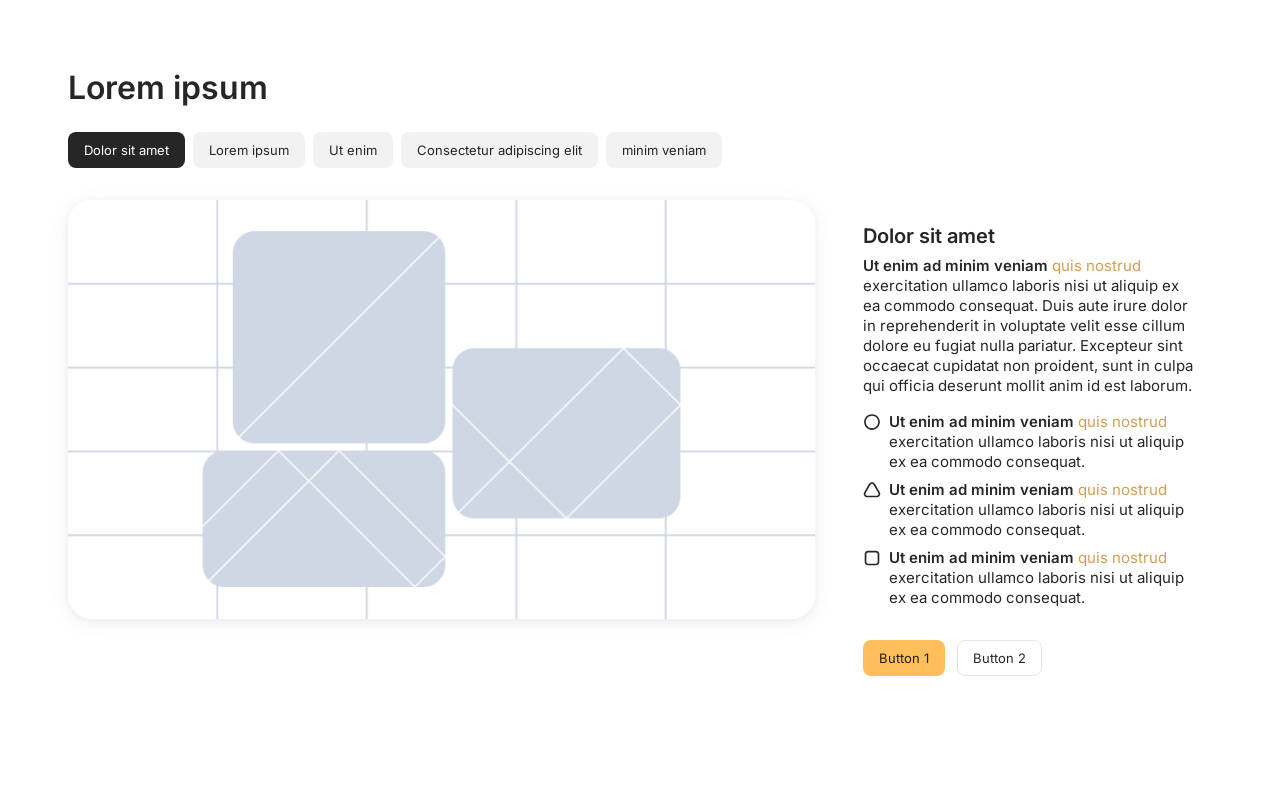 Lorem ipsum
Dolor sit amet
Lorem ipsum
Ut enim
Consectetur adipiscing elit
minim veniam
Dolor sit amet
Ut enim ad minim veniam quis nostrud
exercitation ullamco laboris nisi ut aliquip ex
ea commodo consequat. Duis aute irure dolor
in reprehenderit in voluptate velit esse cillum
dolore eu fugiat nulla pariatur. Excepteur sint
occaecat cupidatat non proident, sunt in culpa
qui officia deserunt mollit anim id est laborum.
Ut enim ad minim veniam quis nostrud
exercitation ullamco laboris nisi ut aliquip
ex ea commodo consequat.
Ut enim ad minim veniam quis nostrud
exercitation ullamco laboris nisi ut aliquip
ex ea commodo consequat.
Ut enim ad minim veniam quis nostrud
exercitation ullamco laboris nisi ut aliquip
ex ea commodo consequat.
Button 1
Button 2